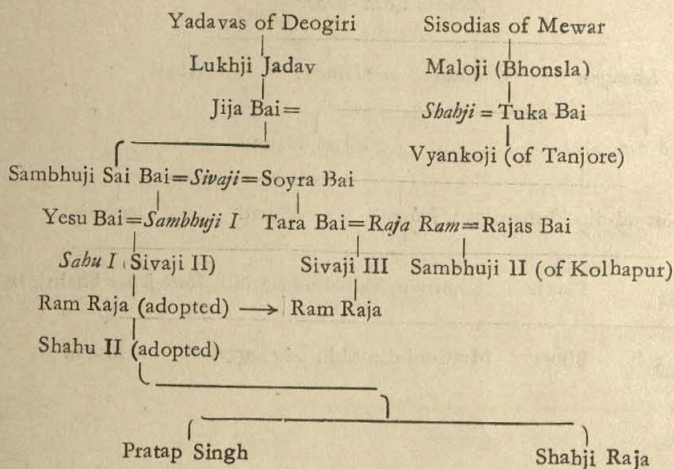 Yadavas of Deogiri Sisodias of Mewar
Lukhji Jadav Maloji (Bhonsla)
Jija Bai= Shahji = Tuka Bai
Vyankoji (of Tanjore)
Sambhuji Sai Bai=Sivaji=Soyra Bai
Yesu Bai=Sambhuji I Tara Bai=Raja Ram=Rajas Bai
Sahu I (Sivaji II) Sivaji III Sambhuji II (of Kolhapur)
Ram Raja (adopted) → Ram Raja
Shahu II (adopted)
Pratap Singh Shahji Raja